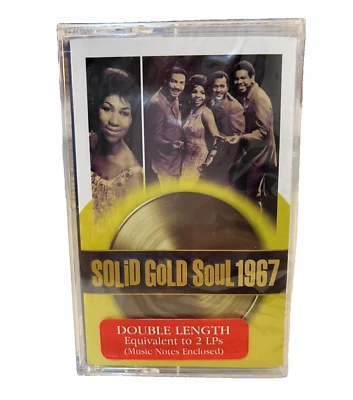 SOLiD GoLD SouL 1967
DOUBLE LENGTH
Equivalent to 2 LPs
(Music Notes Enclosed)